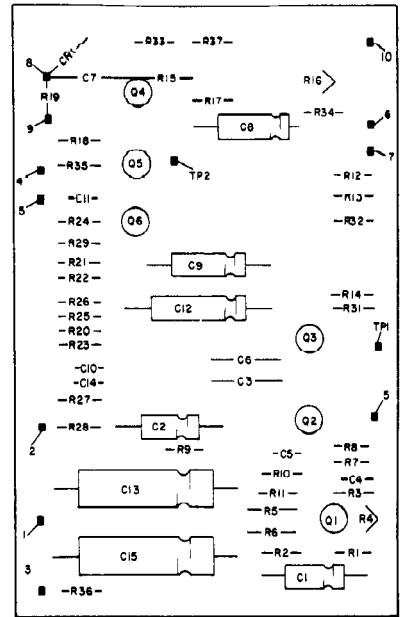 CR1 R33 R37
8 10
C7 R15 R16
R19 Q4
R17 R34
9 C8 6
R18 7
4 R35 Q5 TP2 R12
5 C11 R13
R24 Q6 R32
R29
R21 C9
R22
R26 C12 R14
R25 R31
R20 Q3 TP1
R23
C6
C10 C3
C14
R27 5
2 R28 C2 Q2
R9 C5 R8
R7
C13 R10 C4
R11 R3
1 R5 Q1 R4
R6
3 C15 R2 R1
R36 C1